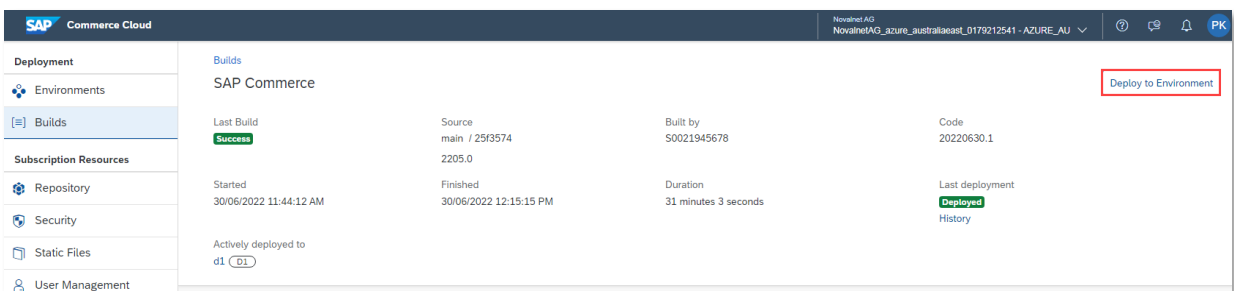 SAP Commerce Cloud
Novalnet AG
NovalnetAG_azure_australiaeast_0179212541 - AZURE_AU
PK
Deployment
Environments
Builds
Subscription Resources
Repository
Security
Static Files
User Management
Builds
SAP Commerce
Deploy to Environment
Last Build
Success
Source
main / 25f3574
2205.0
Built by
S0021945678
Code
20220630.1
Started
30/06/2022 11:44:12 AM
Finished
30/06/2022 12:15:15 PM
Duration
31 minutes 3 seconds
Last deployment
Deployed
History
Actively deployed to
d1 D1